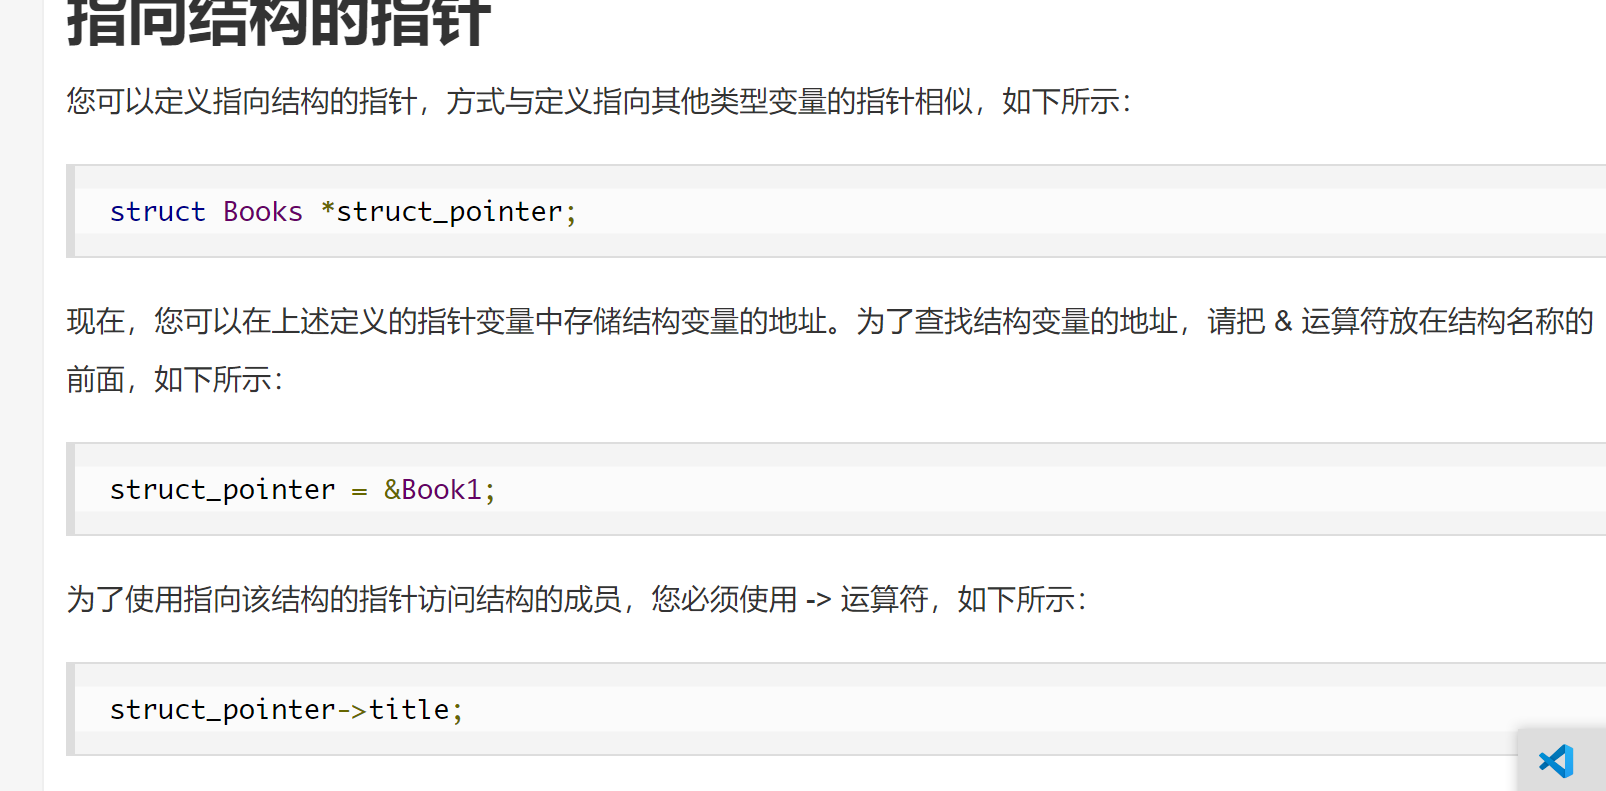 指向结构的指针
您可以定义指向结构的指针，方式与定义指向其他类型变量的指针相似，如下所示：
struct Books *struct_pointer;
现在，您可以在上述定义的指针变量中存储结构变量的地址。为了查找结构变量的地址，请把 & 运算符放在结构名称的
前面，如下所示：
struct_pointer = &Book1;
为了使用指向该结构的指针访问结构的成员，您必须使用 -> 运算符，如下所示：
struct_pointer->title;